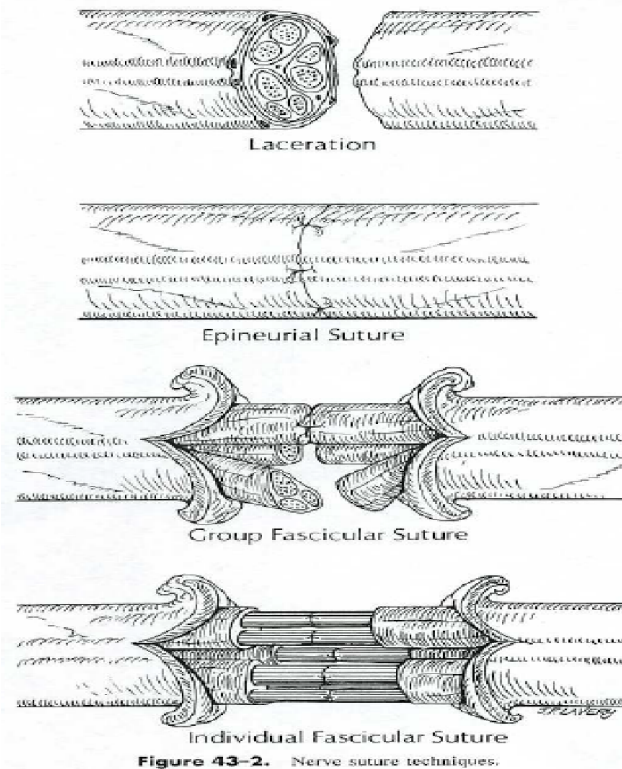 Laceration
Epineurial Suture
Group Fascicular Suture
Individual Fascicular Suture
Figure 43–2. Nerve suture techniques.